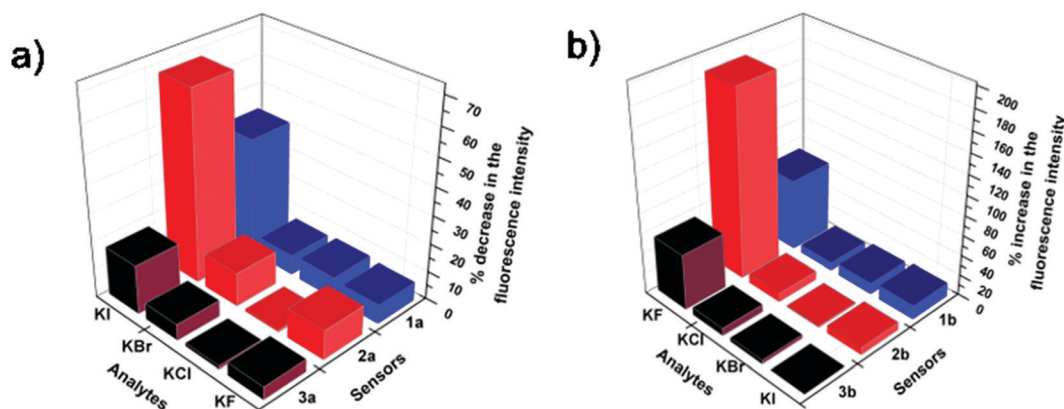 a)
70
60
50
40
30
20
10
0
% decrease in the
fluorescence intensity
KI
KBr
KCl
KF
Analytes
3a
2a
1a
Sensors
b)
200
180
160
140
120
100
80
60
40
20
0
% increase in the
fluorescence intensity
KF
KCl
KBr
KI
Analytes
3b
2b
1b
Sensors